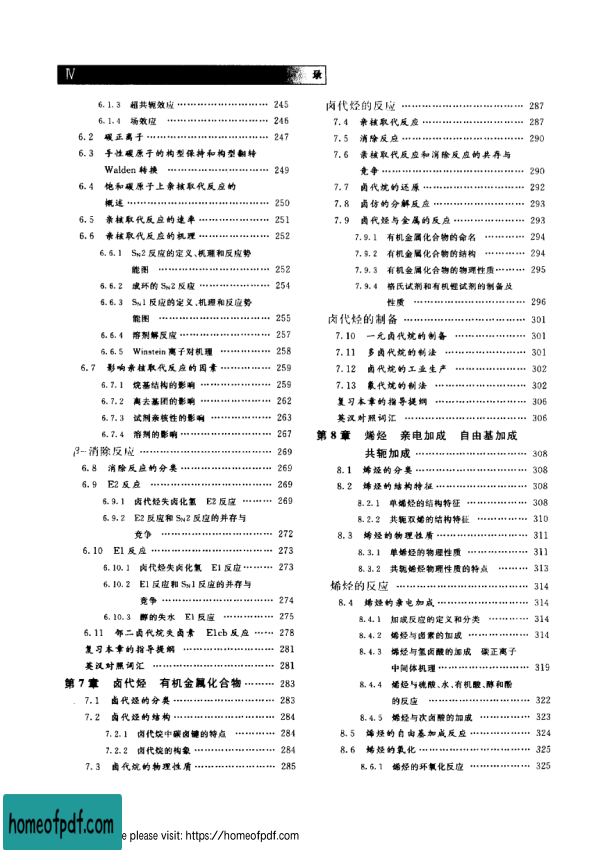 Ⅳ
录
6.1.3 超共轭效应 ………………………… 245
6.1.4 场效应 …………………………… 246
6.2 碳正离子 ………………………………… 247
6.3 手性碳原子的构型保持和构型翻转
Walden 转换 …………………………… 249
6.4 饱和碳原子上亲核取代反应的
概述 ……………………………………… 250
6.5 亲核取代反应的速率 …………………… 251
6.6 亲核取代反应的机理 …………………… 252
6.6.1 SN2 反应的定义、机理和反应势
能图 ……………………………… 252
6.6.2 成环的 SN2 反应 ………………… 254
6.6.3 SN1 反应的定义、机理和反应势
能图 ……………………………… 255
6.6.4 溶剂解反应 ……………………… 257
6.6.5 Winstein 离子对机理 …………… 258
6.7 影响亲核取代反应的因素 ……………… 259
6.7.1 烷基结构的影响 ………………… 259
6.7.2 离去基团的影响 ………………… 262
6.7.3 试剂亲核性的影响 ……………… 263
6.7.4 溶剂的影响 ……………………… 267
β-消除反应 …………………………………… 269
6.8 消除反应的分类 ………………………… 269
6.9 E2 反应 ………………………………… 269
6.9.1 卤代烃失卤化氢 E2 反应 ……… 269
6.9.2 E2 反应和 SN2 反应的并存与
竞争 ……………………………… 272
6.10 E1 反应 ………………………………… 273
6.10.1 卤代烃失卤化氢 E1 反应 ……… 273
6.10.2 E1 反应和 SN1 反应的并存与
竞争 ……………………………… 274
6.10.3 醇的失水 E1 反应 ……………… 275
6.11 邻二卤代烷失卤素 E1cb 反应 …… 278
复习本章的指导提纲 ………………………… 281
英汉对照词汇 ………………………………… 281
第 7 章 卤代烃 有机金属化合物 ……… 283
7.1 卤代烃的分类 …………………………… 283
7.2 卤代烃的结构 …………………………… 284
7.2.1 卤代烷中碳卤键的特点 ………… 284
7.2.2 卤代烷的构象 …………………… 284
7.3 卤代烷的物理性质 ……………………… 285
卤代烃的反应 ………………………………… 287
7.4 亲核取代反应 …………………………… 287
7.5 消除反应 ………………………………… 290
7.6 亲核取代反应和消除反应的共存与
竞争 ……………………………………… 290
7.7 卤代烷的还原 …………………………… 292
7.8 卤仿的分解反应 ………………………… 293
7.9 卤代烃与金属的反应 …………………… 293
7.9.1 有机金属化合物的命名 ………… 294
7.9.2 有机金属化合物的结构 ………… 294
7.9.3 有机金属化合物的物理性质 …… 295
7.9.4 格氏试剂和有机锂试剂的制备及
性质 ……………………………… 296
卤代烃的制备 ………………………………… 301
7.10 一元卤代烷的制备 …………………… 301
7.11 多卤代烷的制法 ……………………… 301
7.12 卤代烷的工业生产 …………………… 302
7.13 氟代烷的制法 ………………………… 302
复习本章的指导提纲 ………………………… 306
英汉对照词汇 ………………………………… 306
第 8 章 烯烃 亲电加成 自由基加成
共轭加成 ……………………………… 308
8.1 烯烃的分类 ……………………………… 308
8.2 烯烃的结构特征 ………………………… 308
8.2.1 单烯烃的结构特征 ……………… 308
8.2.2 共轭双烯的结构特征 …………… 310
8.3 烯烃的物理性质 ………………………… 311
8.3.1 单烯烃的物理性质 ……………… 311
8.3.2 共轭烯烃物理性质的特点 ……… 313
烯烃的反应 …………………………………… 314
8.4 烯烃的亲电加成 ………………………… 314
8.4.1 加成反应的定义和分类 ………… 314
8.4.2 烯烃与卤素的加成 ……………… 314
8.4.3 烯烃与氢卤酸的加成 碳正离子
中间体机理 ……………………… 319
8.4.4 烯烃与硫酸、水、有机酸、醇和酚
的反应 …………………………… 322
8.4.5 烯烃与次卤酸的加成 …………… 323
8.5 烯烃的自由基加成反应 ………………… 324
8.6 烯烃的氧化 ……………………………… 325
8.6.1 烯烃的环氧化反应 ……………… 325
homeofpdf.com
e please visit: https://homeofpdf.com